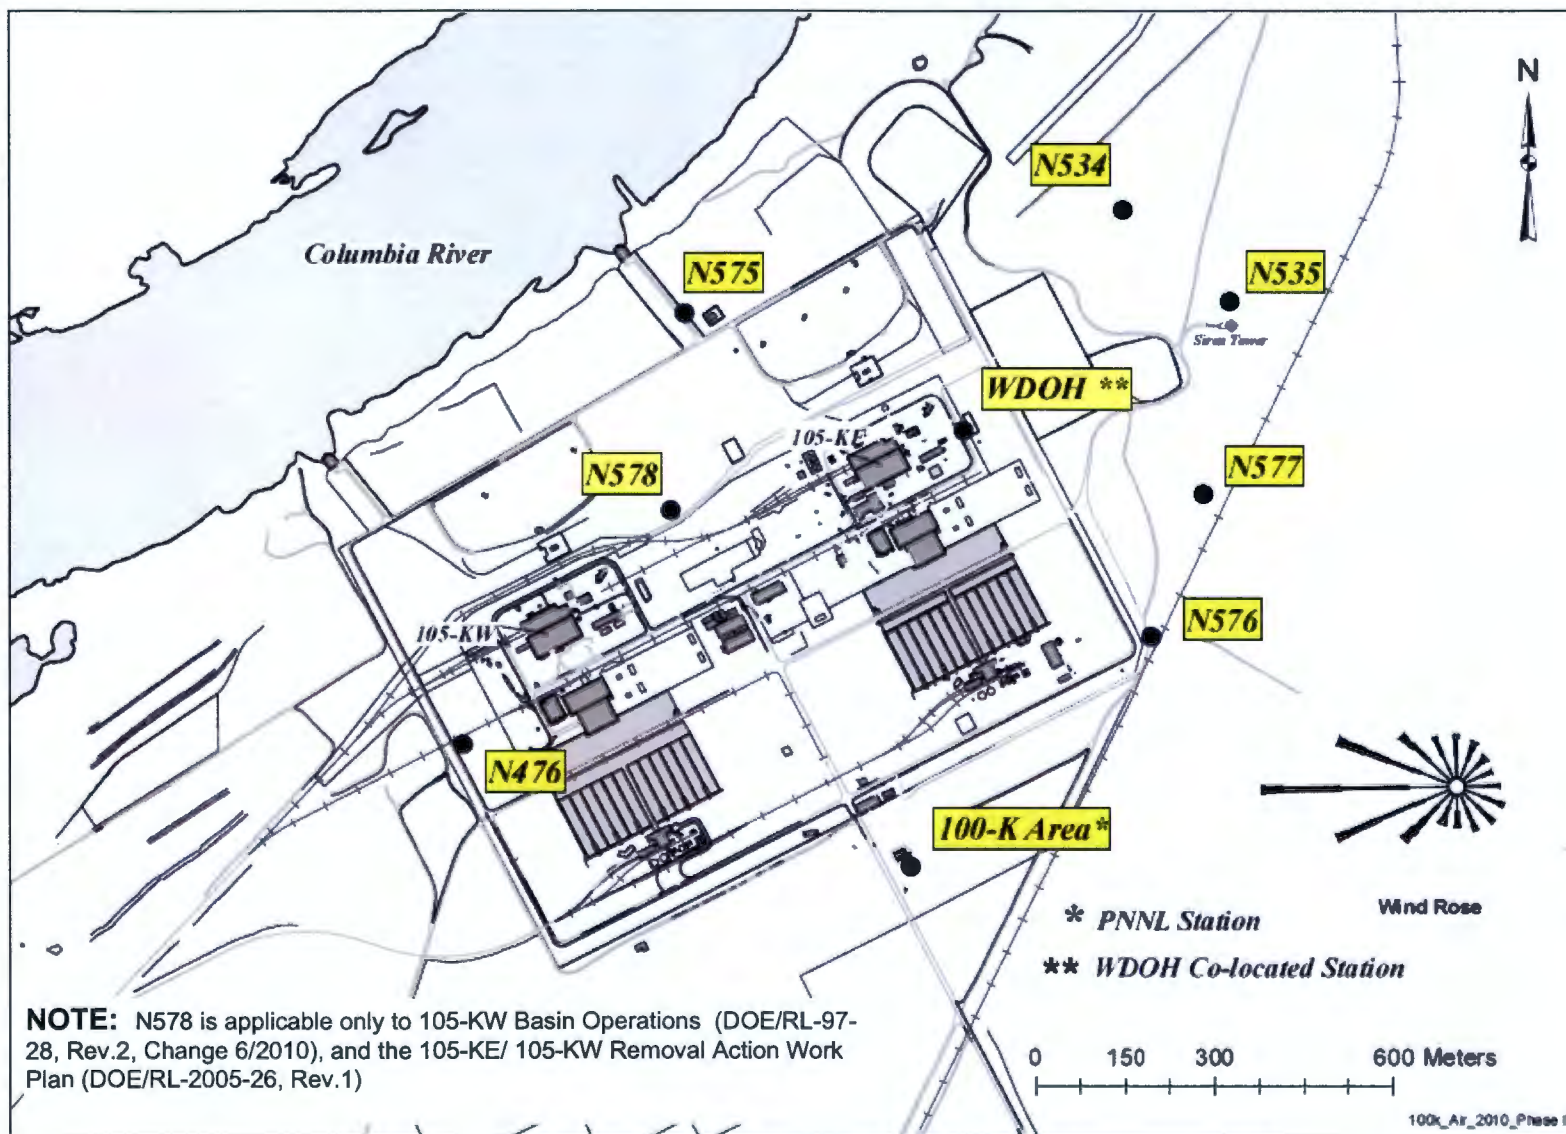 N
N534
Columbia River
N575
N535
Siren Tower
WDOH **
105-KE
N578
N577
105-KW
N576
N476
100-K Area*
Wind Rose
* PNNL Station
** WDOH Co-located Station
NOTE: N578 is applicable only to 105-KW Basin Operations (DOE/RL-97-
28, Rev.2, Change 6/2010), and the 105-KE/ 105-KW Removal Action Work
Plan (DOE/RL-2005-26, Rev.1)
0 150 300 600 Meters
100k_Air_2010_Phase